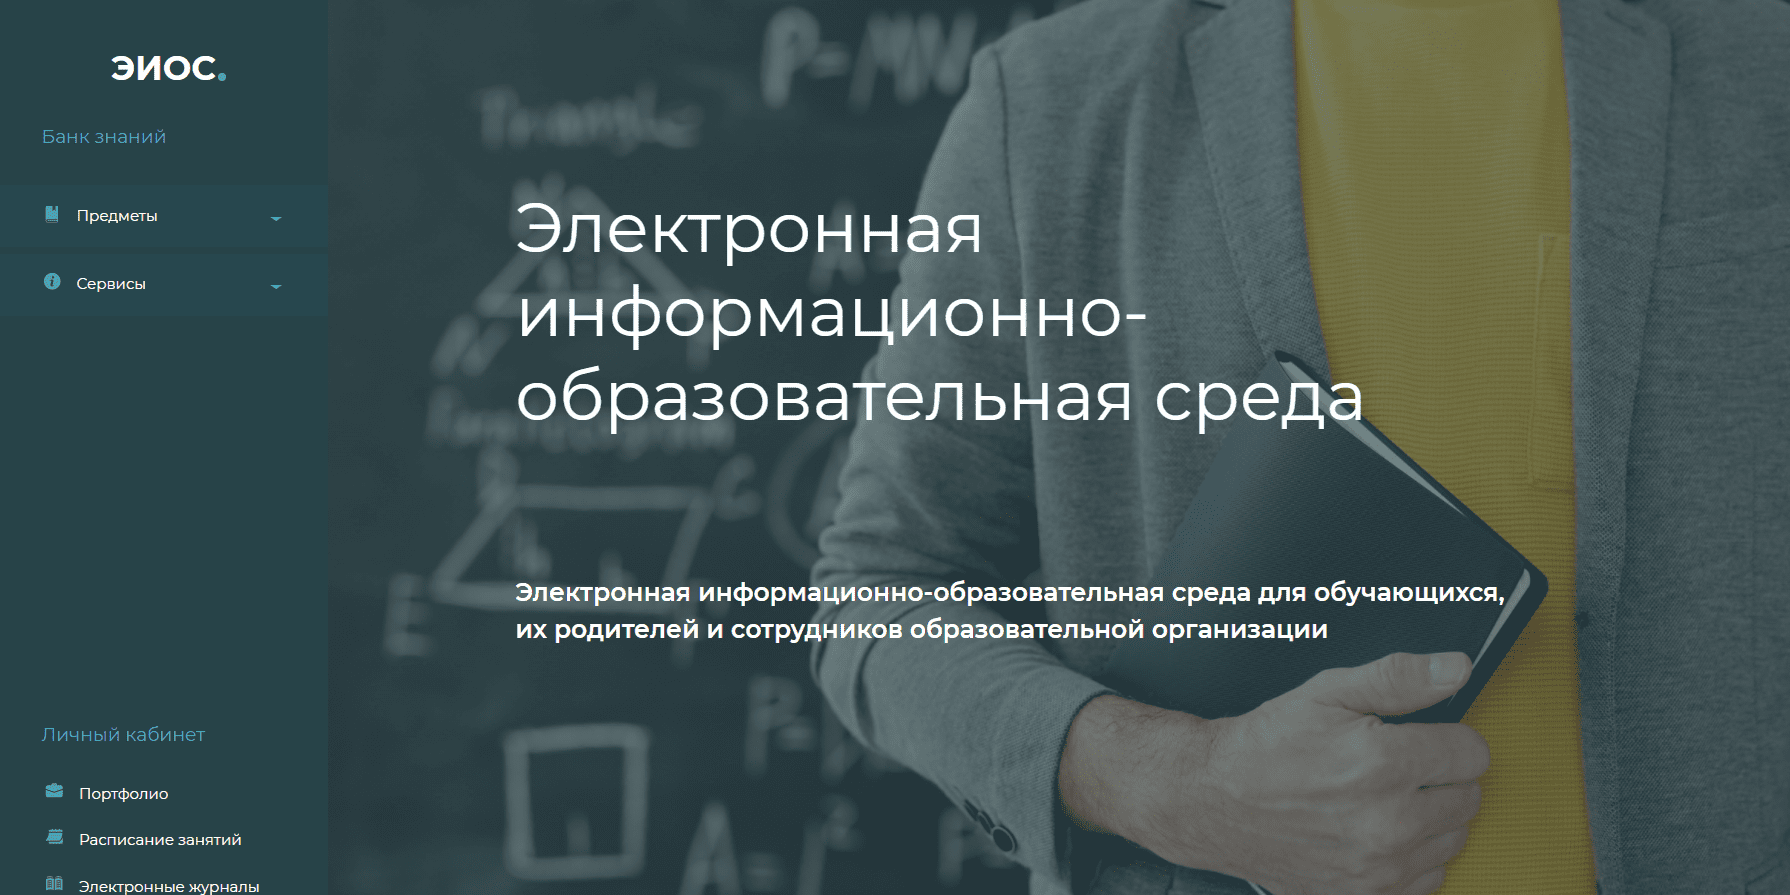 ЭИОС.
Банк знаний
Предметы
Сервисы
Личный кабинет
Портфолио
Расписание занятий
Электронные журналы
Электронная
информационно-
образовательная среда
Электронная информационно-образовательная среда для обучающихся,
их родителей и сотрудников образовательной организации